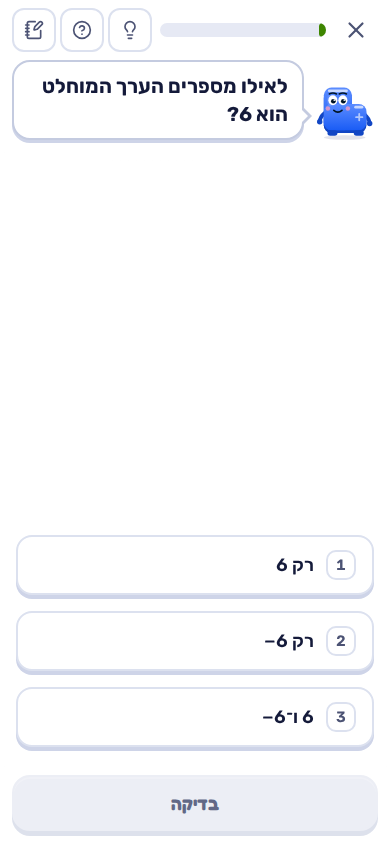 לאילו מספרים הערך המוחלט
הוא 6?
1 רק 6
2 רק 6−
3 6 ו־6−
בדיקה